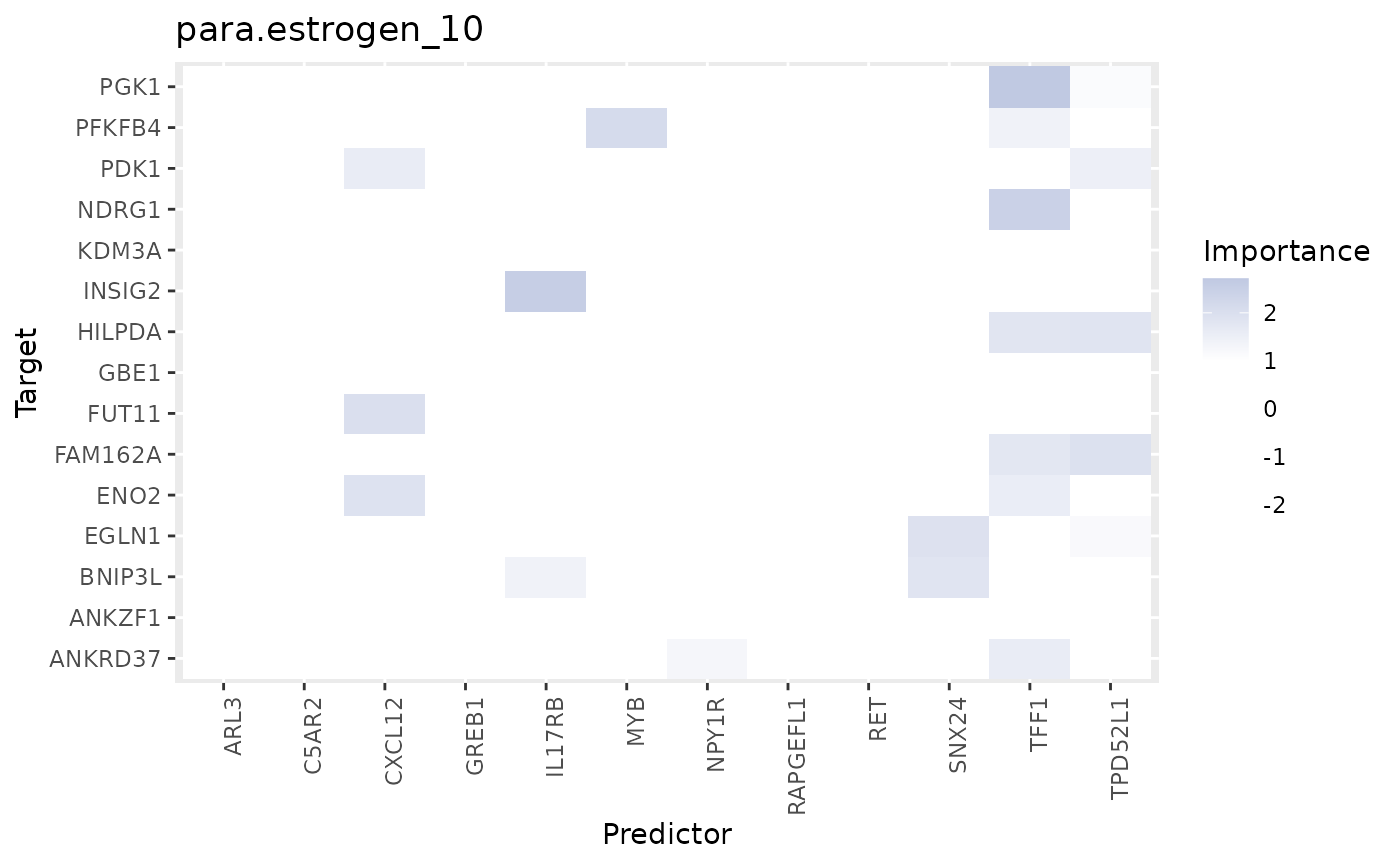 para.estrogen_10
PGK1
PFKFB4
PDK1
NDRG1
KDM3A
INSIG2
HILPDA
GBE1
FUT11
FAM162A
ENO2
EGLN1
BNIP3L
ANKZF1
ANKRD37
Target
ARL3
C5AR2
CXCL12
GREB1
IL17RB
MYB
NPY1R
RAPGEFL1
RET
SNX24
TFF1
TPD52L1
Predictor
Importance
2
1
0
-1
-2